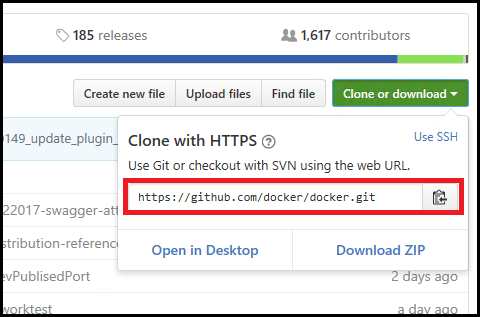 185 releases
1,617 contributors
Create new file
Upload files
Find file
Clone or download
0149_update_plugin_
Clone with HTTPS
Use SSH
Use Git or checkout with SVN using the web URL.
https://github.com/docker/docker.git
22017-swagger-att
Open in Desktop
Download ZIP
stribution-reference
evPublisedPort
2 days ago
worktest
a day ago